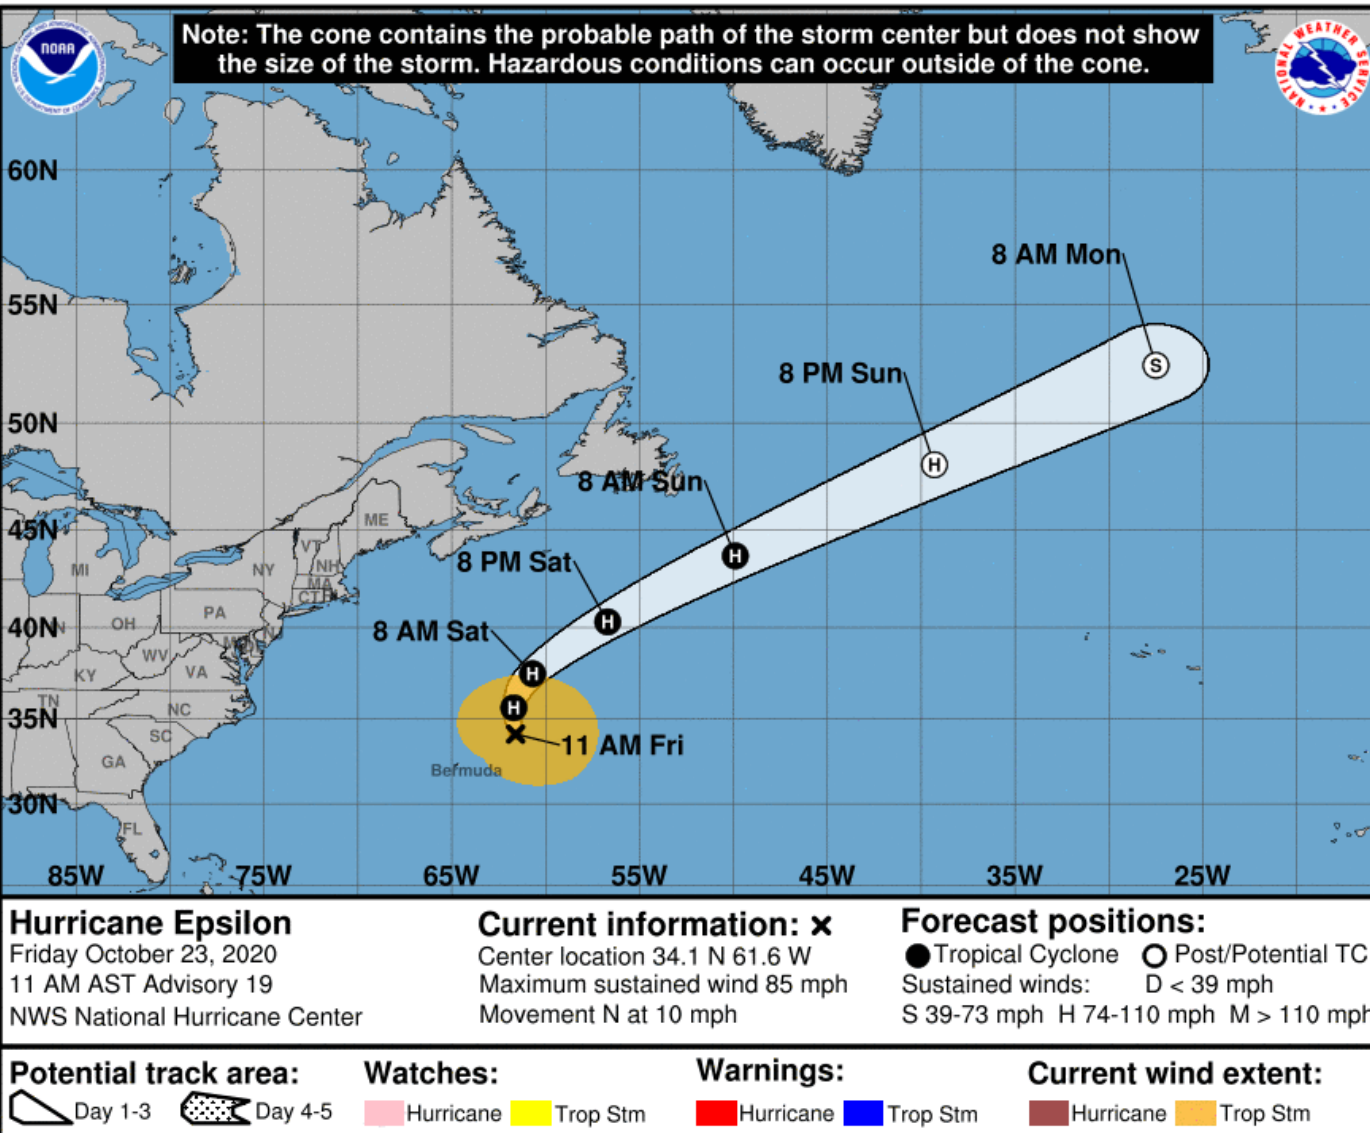 Note: The cone contains the probable path of the storm center but does not show
the size of the storm. Hazardous conditions can occur outside of the cone.
NOAA
NATIONAL WEATHER SERVICE
60N
55N
50N
45N
40N
35N
30N
85W 75W 65W 55W 45W 35W 25W
8 AM Mon
S
8 PM Sun
H
8 AM Sun
H
8 PM Sat
H
8 AM Sat
H
H
11 AM Fri
Bermuda
ME
VT
NH
MA
NY
MI
PA
OH
WV
VA
KY
TN
NC
SC
GA
FL
Hurricane Epsilon
Friday October 23, 2020
11 AM AST Advisory 19
NWS National Hurricane Center
Current information: ×
Center location 34.1 N 61.6 W
Maximum sustained wind 85 mph
Movement N at 10 mph
Forecast positions:
Tropical Cyclone Post/Potential TC
Sustained winds: D < 39 mph
S 39-73 mph H 74-110 mph M > 110 mph
Potential track area:
Day 1-3 Day 4-5
Watches:
Hurricane Trop Stm
Warnings:
Hurricane Trop Stm
Current wind extent:
Hurricane Trop Stm